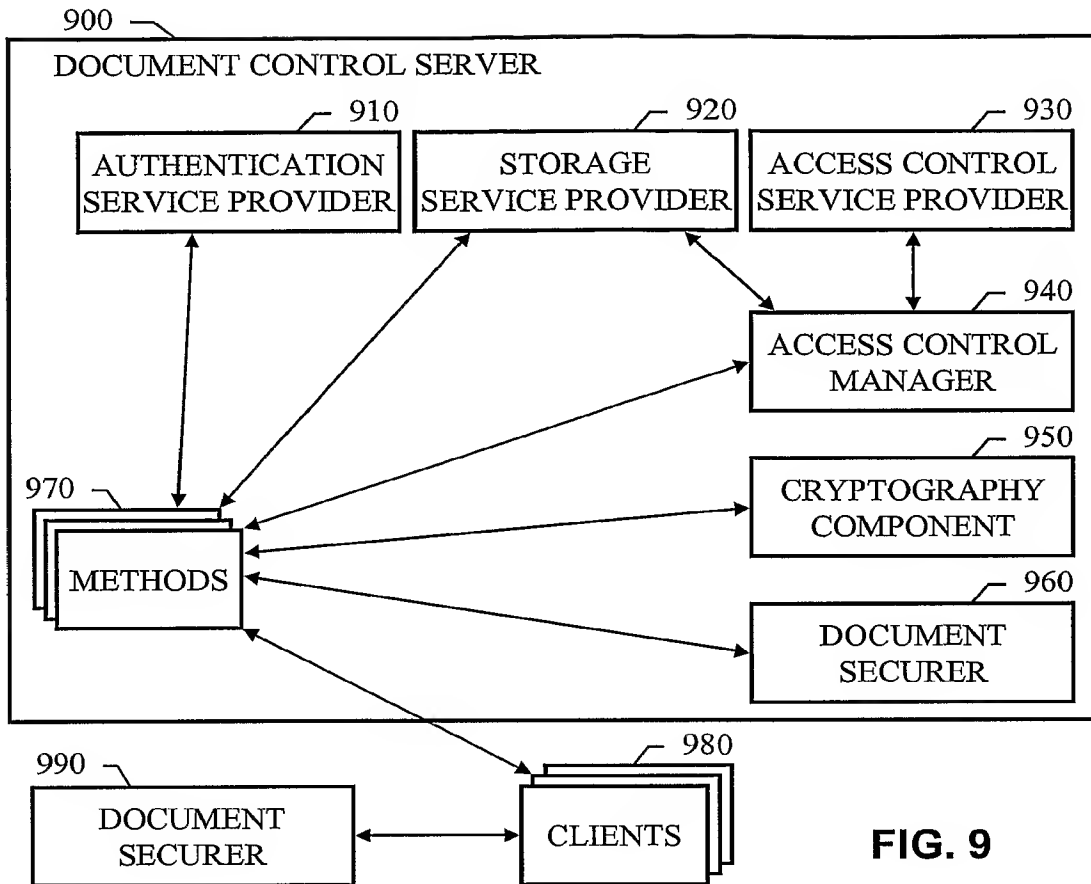 900
DOCUMENT CONTROL SERVER
910
920
930
AUTHENTICATION
SERVICE PROVIDER
STORAGE
SERVICE PROVIDER
ACCESS CONTROL
SERVICE PROVIDER
940
ACCESS CONTROL
MANAGER
950
CRYPTOGRAPHY
COMPONENT
970
METHODS
960
DOCUMENT
SECURER
990
DOCUMENT
SECURER
980
CLIENTS
FIG. 9